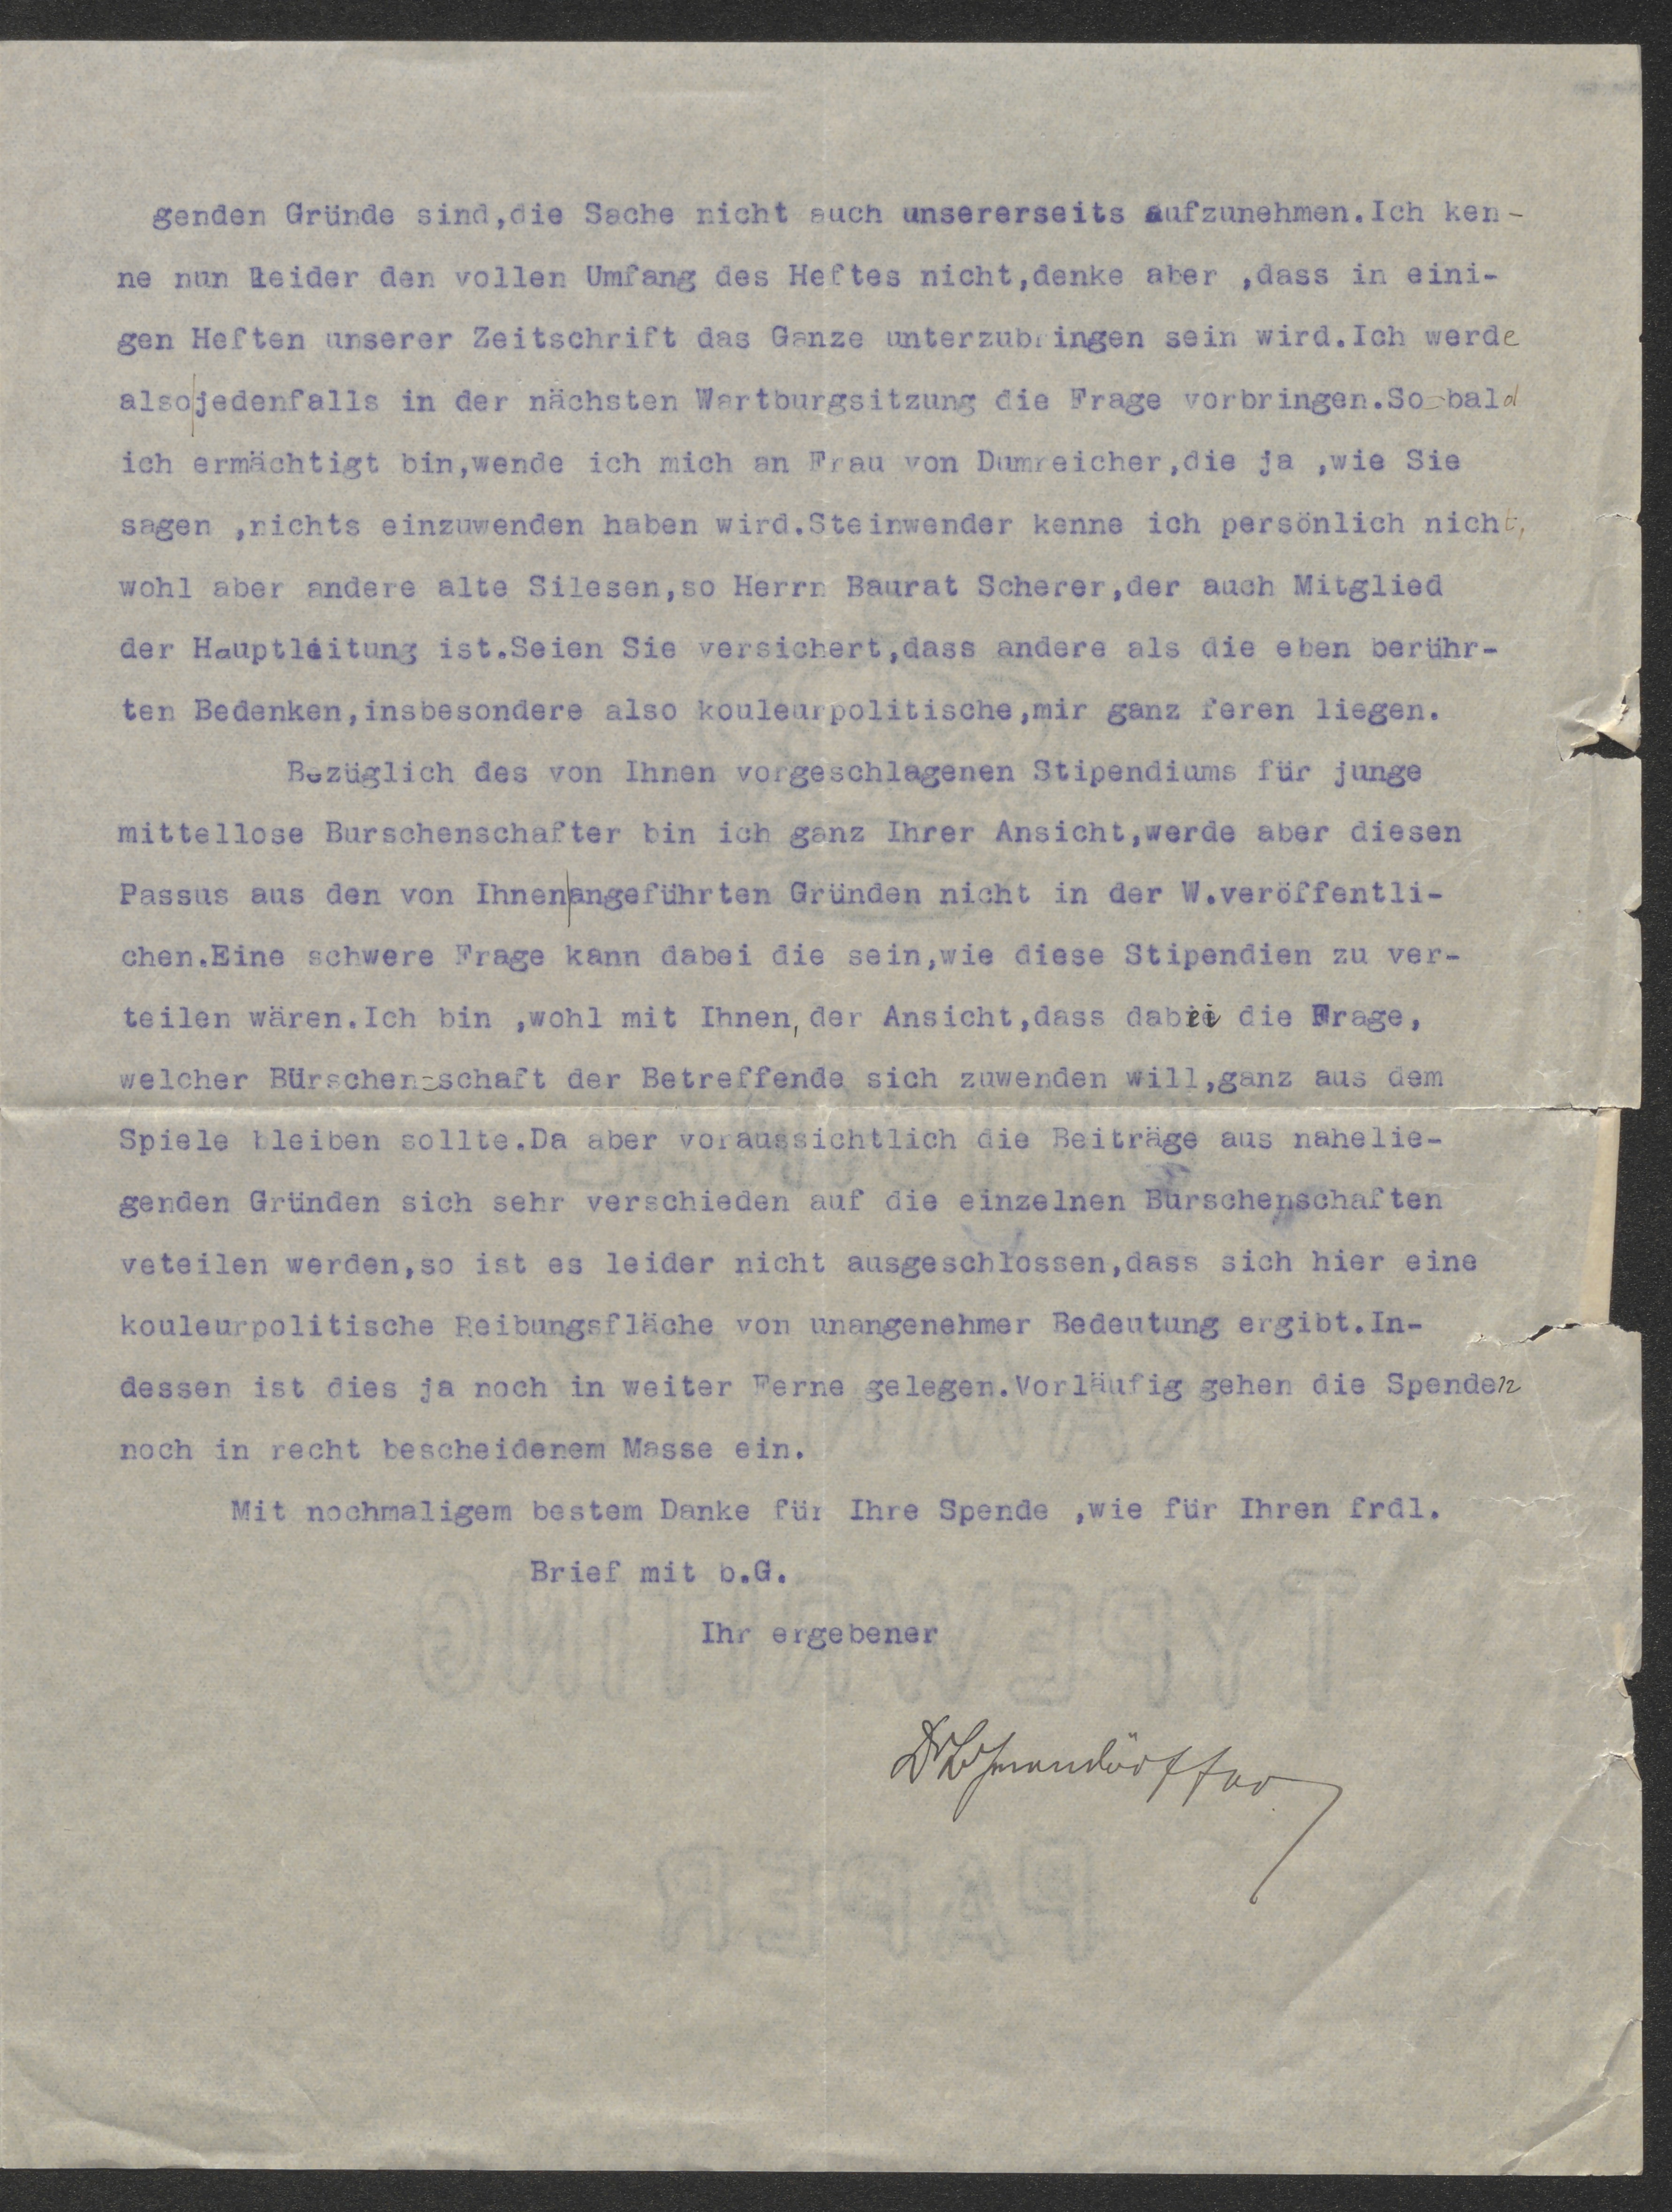 genden Gründe sind,die Sache nicht auch unsererseits aufzunehmen.Ich ken-
ne nun leider den vollen Umfang des Heftes nicht,denke aber ,dass in eini-
gen Heften unserer Zeitschrift das Ganze unterzubringen sein wird.Ich werde
also|jedenfalls in der nächsten Wartburgsitzung die Frage vorbringen.So-bald
ich ermächtigt bin,wende ich mich an Frau von Dumreicher,die ja ,wie Sie
sagen ,nichts einzuwenden haben wird.Steinwender kenne ich persönlich nicht,
wohl aber andere alte Silesen,so Herrn Baurat Scherer,der auch Mitglied
der Hauptleitung ist.Seien Sie versichert,dass andere als die eben berühr-
ten Bedenken,insbesondere also kouleurpolitische,mir ganz feren liegen.
Bezüglich des von Ihnen vorgeschlagenen Stipendiums für junge
mittellose Burschenschafter bin ich ganz Ihrer Ansicht,werde aber diesen
Passus aus den von Ihnen|angeführten Gründen nicht in der W.veröffentli-
chen.Eine schwere Frage kann dabei die sein,wie diese Stipendien zu ver-
teilen wären.Ich bin ,wohl mit Ihnen, der Ansicht,dass dabei die Frage,
welcher Bürschen-schaft der Betreffende sich zuwenden will,ganz aus dem
Spiele bleiben sollte.Da aber voraussichtlich die Beiträge aus nahelie-
genden Gründen sich sehr verschieden auf die einzelnen Burschenschaften
veteilen werden,so ist es leider nicht ausgeschlossen,dass sich hier eine
kouleurpolitische Reibungsfläche von unangenehmer Bedeutung ergibt.In-
dessen ist dies ja noch in weiter Ferne gelegen.Vorläufig gehen die Spenden
noch in recht bescheidenem Masse ein.
Mit nochmaligem bestem Danke für Ihre Spende ,wie für Ihren frdl.
Brief mit b.G.
Ihr ergebener
KANNITZ
TYPEWRITING
PAPER